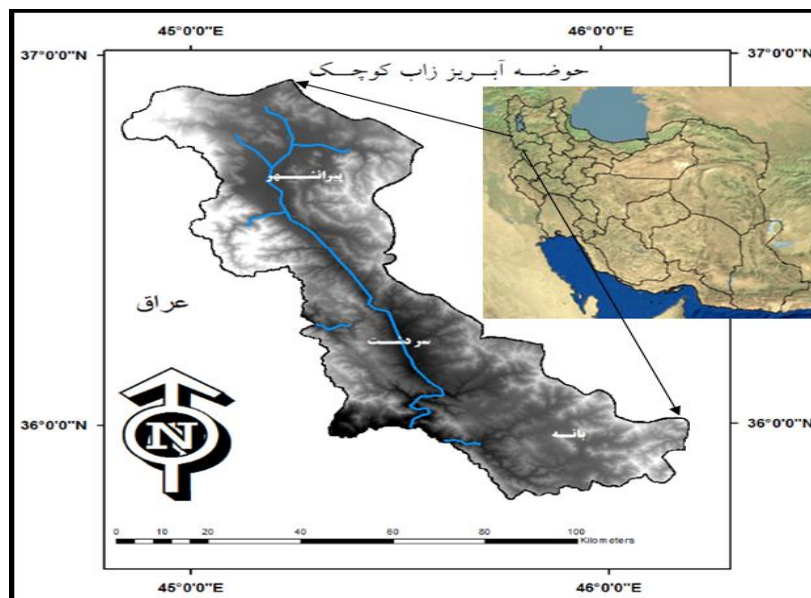 45°0'0"E 46°0'0"E
37°0'0"N 37°0'0"N
حوضه آبریز زاب کوچک
پیرانشهر
عراق
سردشت
36°0'0"N 36°0'0"N
بانه
N
0 10 20 40 60 80 100
Kilometers
45°0'0"E 46°0'0"E